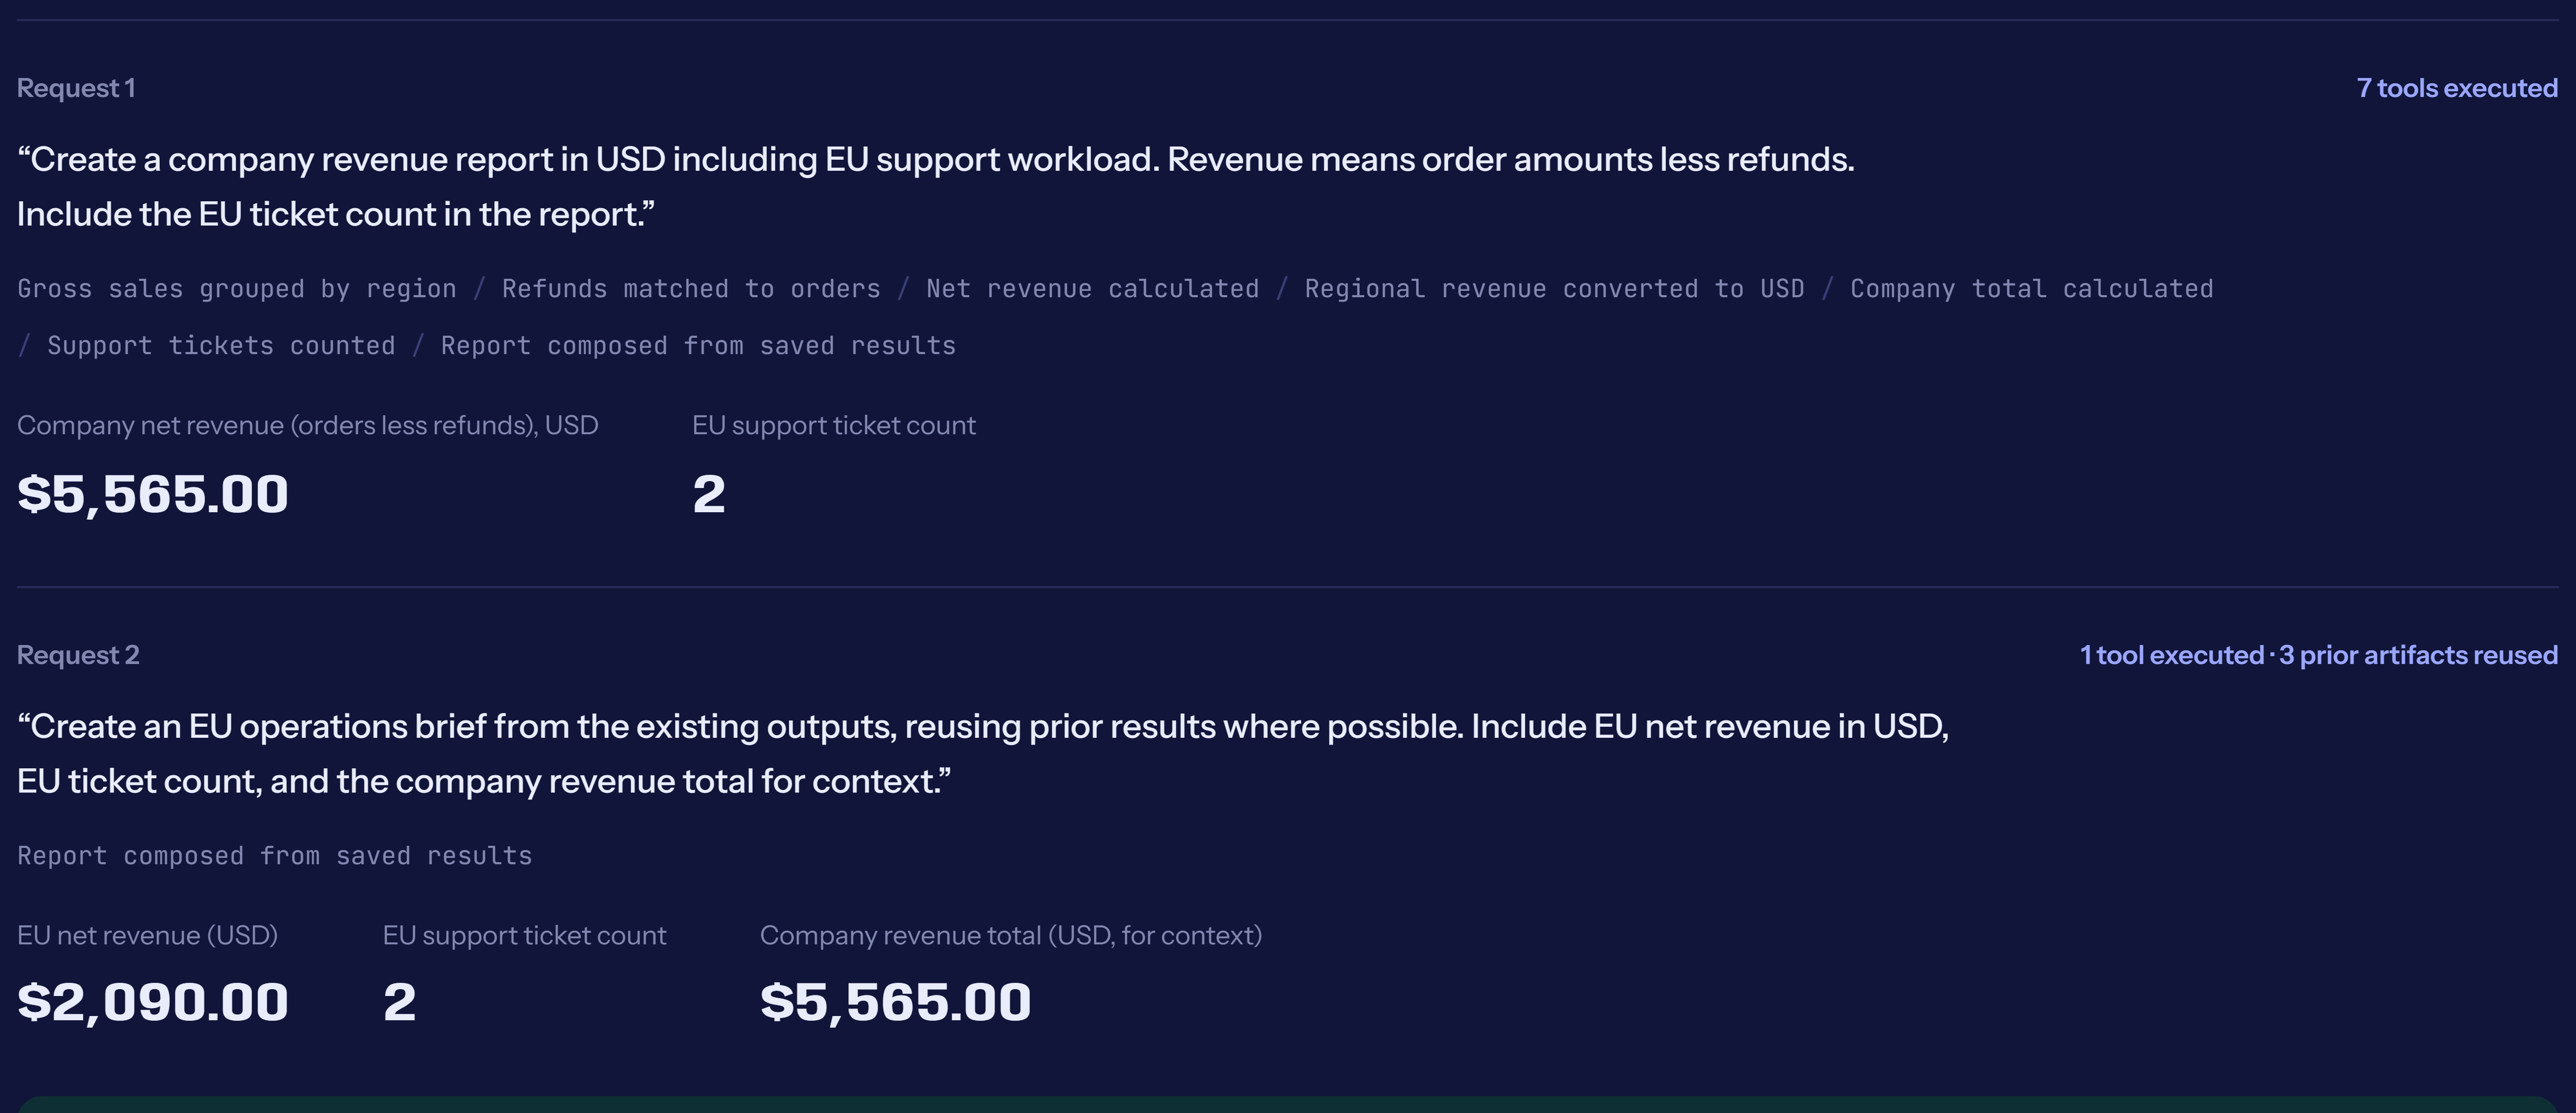 Request 1
7 tools executed
“Create a company revenue report in USD including EU support workload. Revenue means order amounts less refunds.
Include the EU ticket count in the report.”
Gross sales grouped by region / Refunds matched to orders / Net revenue calculated / Regional revenue converted to USD / Company total calculated
/ Support tickets counted / Report composed from saved results
Company net revenue (orders less refunds), USD
EU support ticket count
$5,565.00
2
Request 2
1 tool executed · 3 prior artifacts reused
“Create an EU operations brief from the existing outputs, reusing prior results where possible. Include EU net revenue in USD,
EU ticket count, and the company revenue total for context.”
Report composed from saved results
EU net revenue (USD)
EU support ticket count
Company revenue total (USD, for context)
$2,090.00
2
$5,565.00